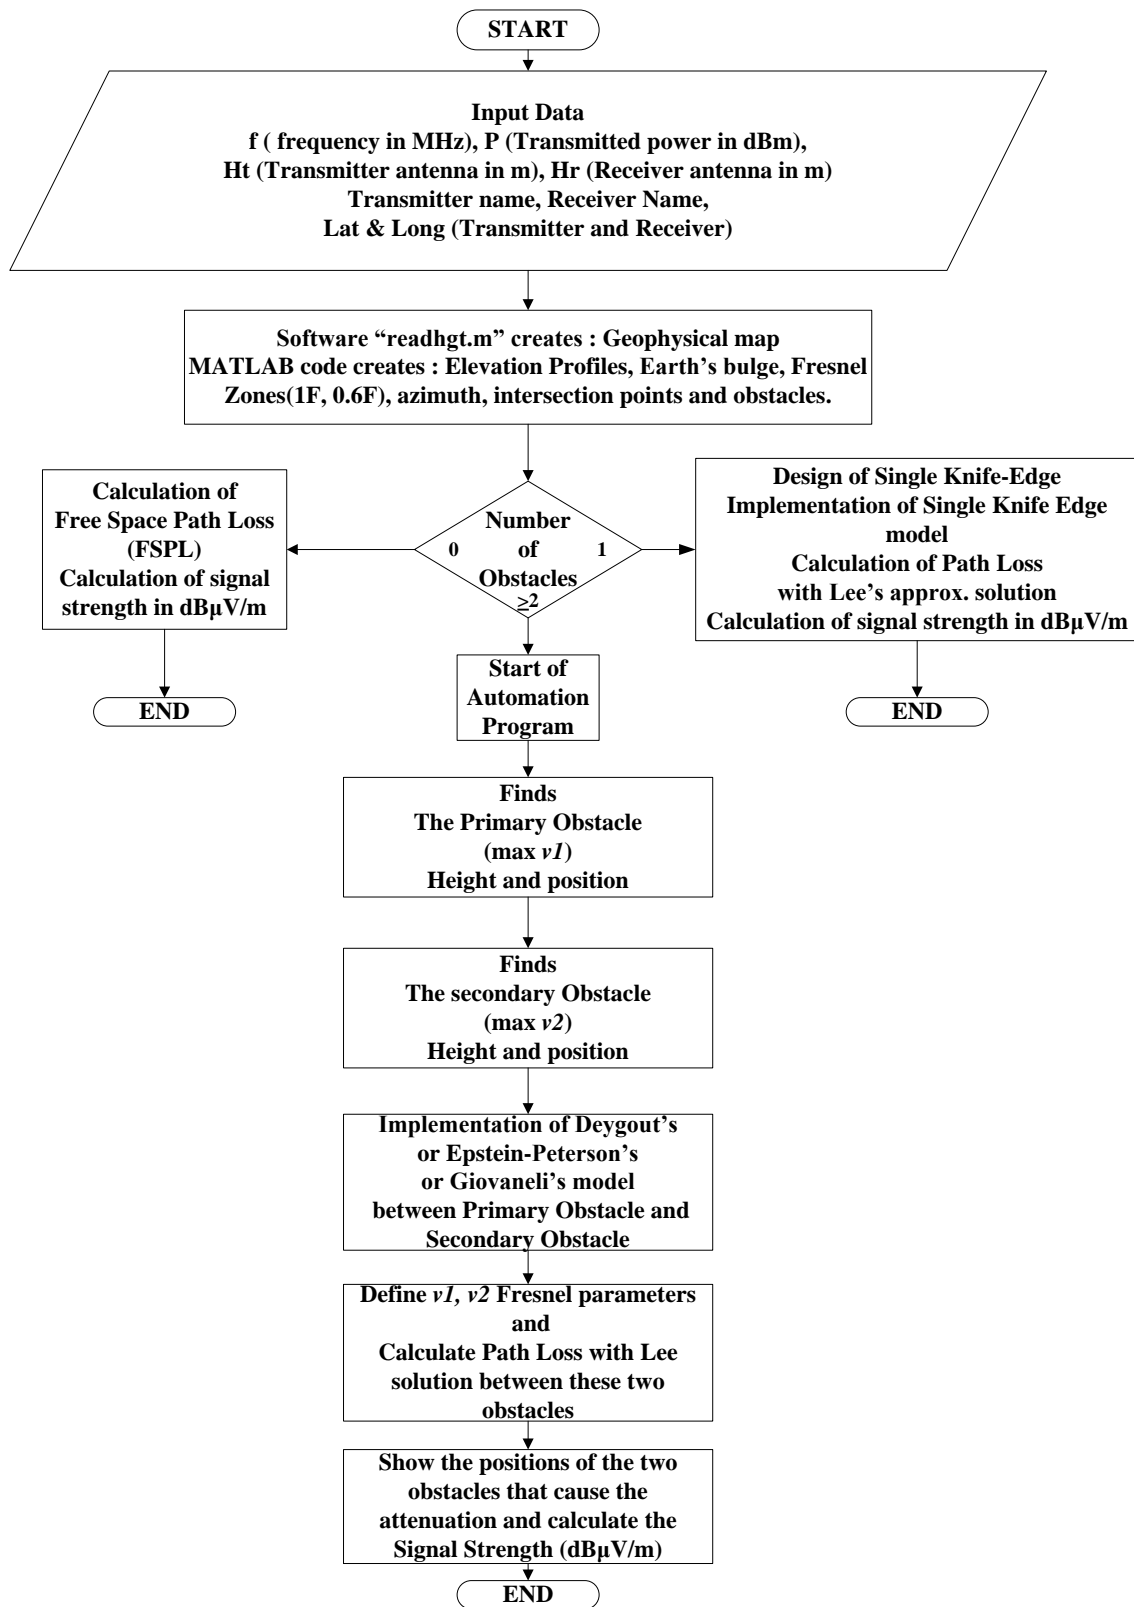 START
Input Data
f ( frequency in MHz), P (Transmitted power in dBm),
Ht (Transmitter antenna in m), Hr (Receiver antenna in m)
Transmitter name, Receiver Name,
Lat & Long (Transmitter and Receiver)
Software “readhgt.m” creates : Geophysical map
MATLAB code creates : Elevation Profiles, Earth’s bulge, Fresnel
Zones(1F, 0.6F), azimuth, intersection points and obstacles.
Number
of
Obstacles
0
1
≥2
Calculation of
Free Space Path Loss
(FSPL)
Calculation of signal
strength in dBμV/m
END
Design of Single Knife-Edge
Implementation of Single Knife Edge
model
Calculation of Path Loss
with Lee’s approx. solution
Calculation of signal strength in dBμV/m
END
Start of
Automation
Program
Finds
The Primary Obstacle
(max v1)
Height and position
Finds
The secondary Obstacle
(max v2)
Height and position
Implementation of Deygout’s
or Epstein-Peterson’s
or Giovaneli’s model
between Primary Obstacle and
Secondary Obstacle
Define v1, v2 Fresnel parameters
and
Calculate Path Loss with Lee
solution between these two
obstacles
Show the positions of the two
obstacles that cause the
attenuation and calculate the
Signal Strength (dBμV/m)
END